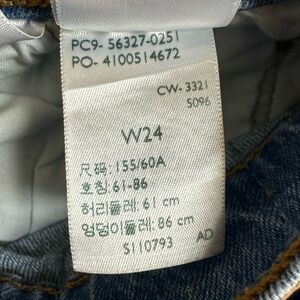 PC9- 56327-0251
PO- 4100514672
CW-3321
5096
W24
尺码: 155/60A
호칭: 61-86
허리둘레: 61 cm
엉덩이둘레: 86 cm
S110793 AD